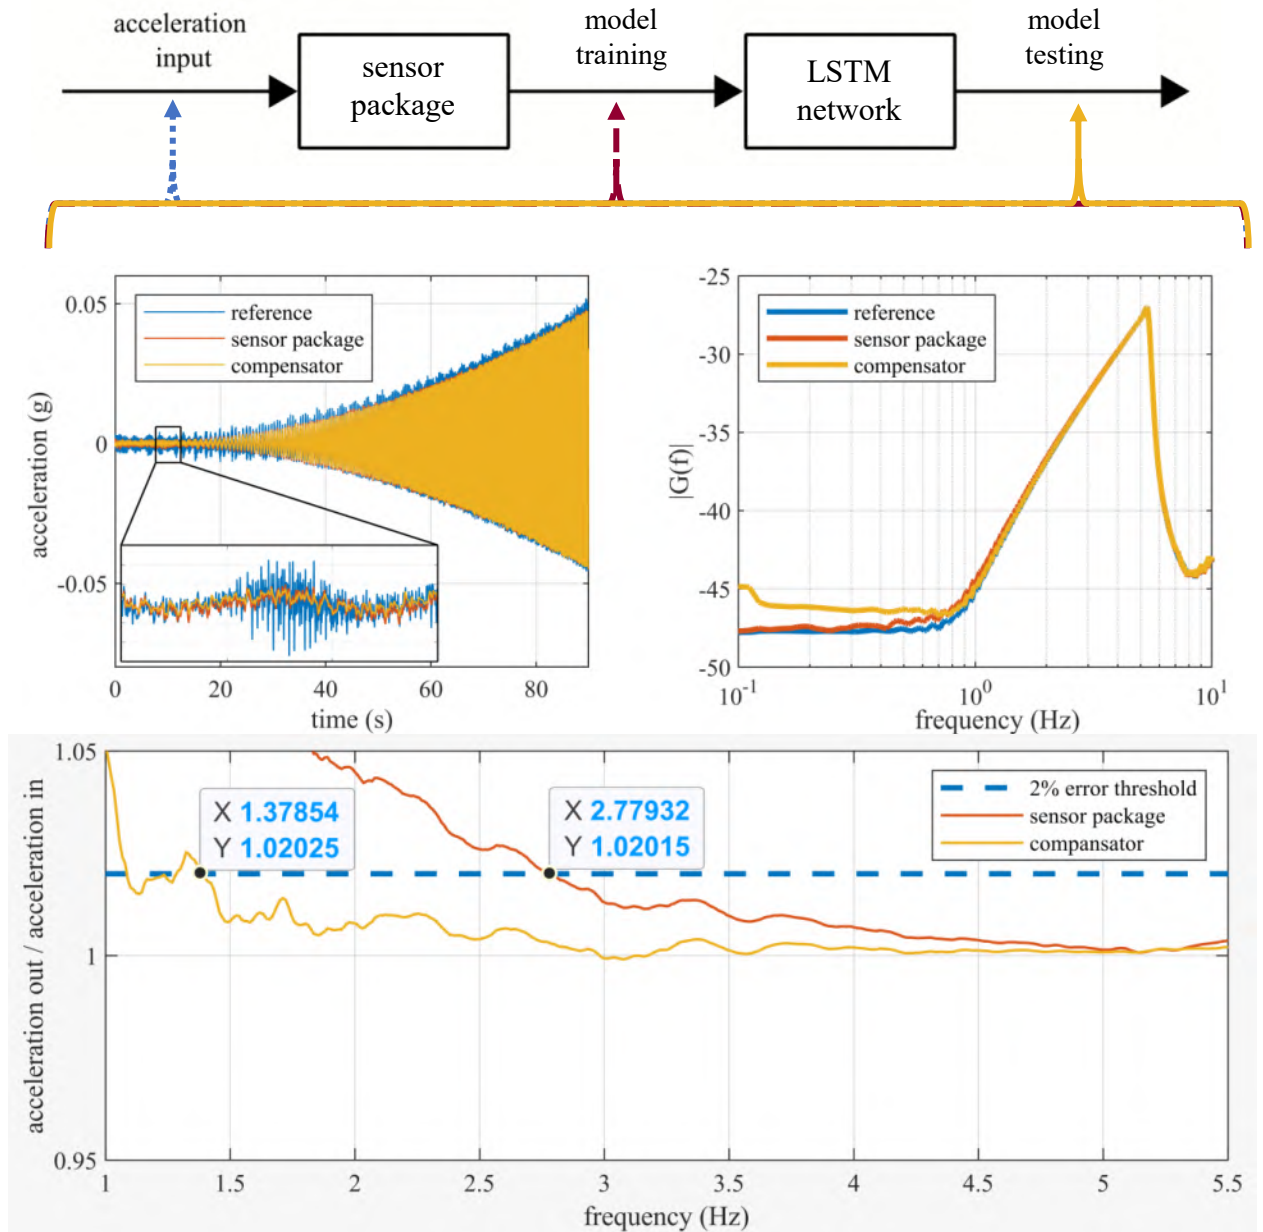 acceleration
input
sensor
package
model
training
LSTM
network
model
testing
acceleration (g)
0.05
0
-0.05
reference
sensor package
compensator
0
20
40
60
80
time (s)
|G(f)|
-25
-30
-35
-40
-45
-50
reference
sensor package
compensator
10-1
100
101
frequency (Hz)
acceleration out / acceleration in
1.05
1
0.95
X 1.37854
Y 1.02025
X 2.77932
Y 1.02015
2% error threshold
sensor package
compansator
1
1.5
2
2.5
3
3.5
4
4.5
5
5.5
frequency (Hz)